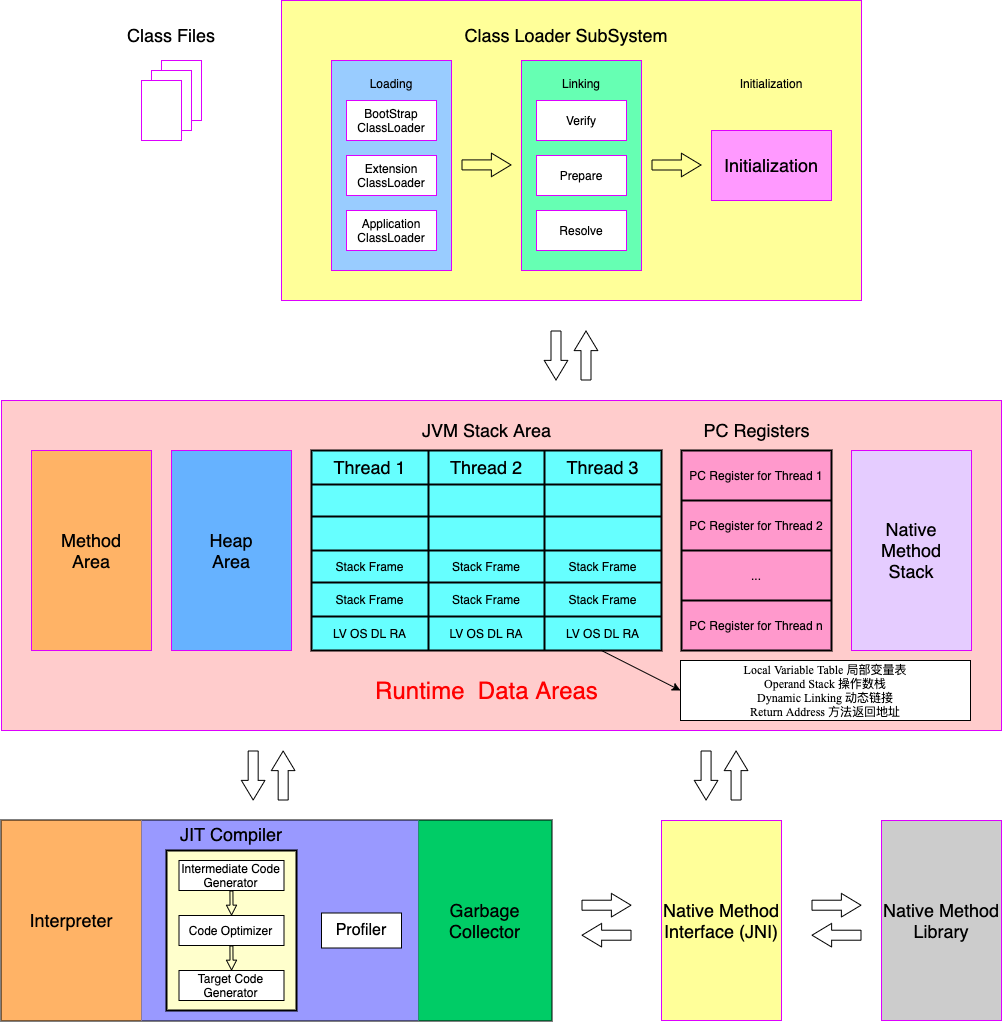 Class Files
Class Loader SubSystem
Loading
BootStrap
ClassLoader
Extension
ClassLoader
Application
ClassLoader
Linking
Verify
Prepare
Resolve
Initialization
Initialization
Method
Area
Heap
Area
JVM Stack Area
Thread 1
Thread 2
Thread 3
Stack Frame
Stack Frame
Stack Frame
Stack Frame
Stack Frame
Stack Frame
LV OS DL RA
LV OS DL RA
LV OS DL RA
PC Registers
PC Register for Thread 1
PC Register for Thread 2
...
PC Register for Thread n
Native
Method
Stack
Local Variable Table 局部变量表
Operand Stack 操作数栈
Dynamic Linking 动态链接
Return Address 方法返回地址
Runtime Data Areas
Interpreter
JIT Compiler
Intermediate Code
Generator
Code Optimizer
Target Code
Generator
Profiler
Garbage
Collector
Native Method
Interface (JNI)
Native Method
Library